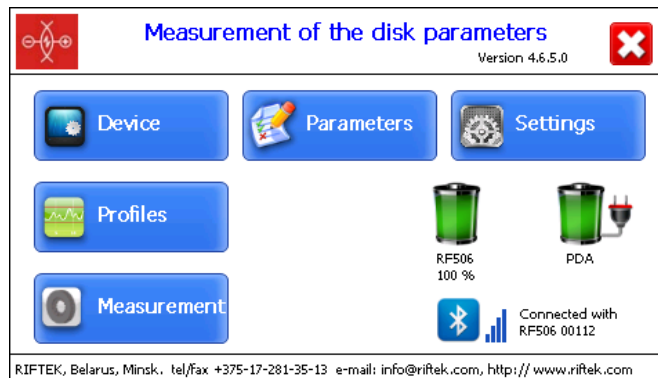 Measurement of the disk parameters
Version 4.6.5.0
Device
Parameters
Settings
Profiles
RF506
100 %
PDA
Measurement
Connected with
RF506 00112
RIFTEK, Belarus, Minsk. tel/fax +375-17-281-35-13 e-mail: info@riftek.com, http://www.riftek.com